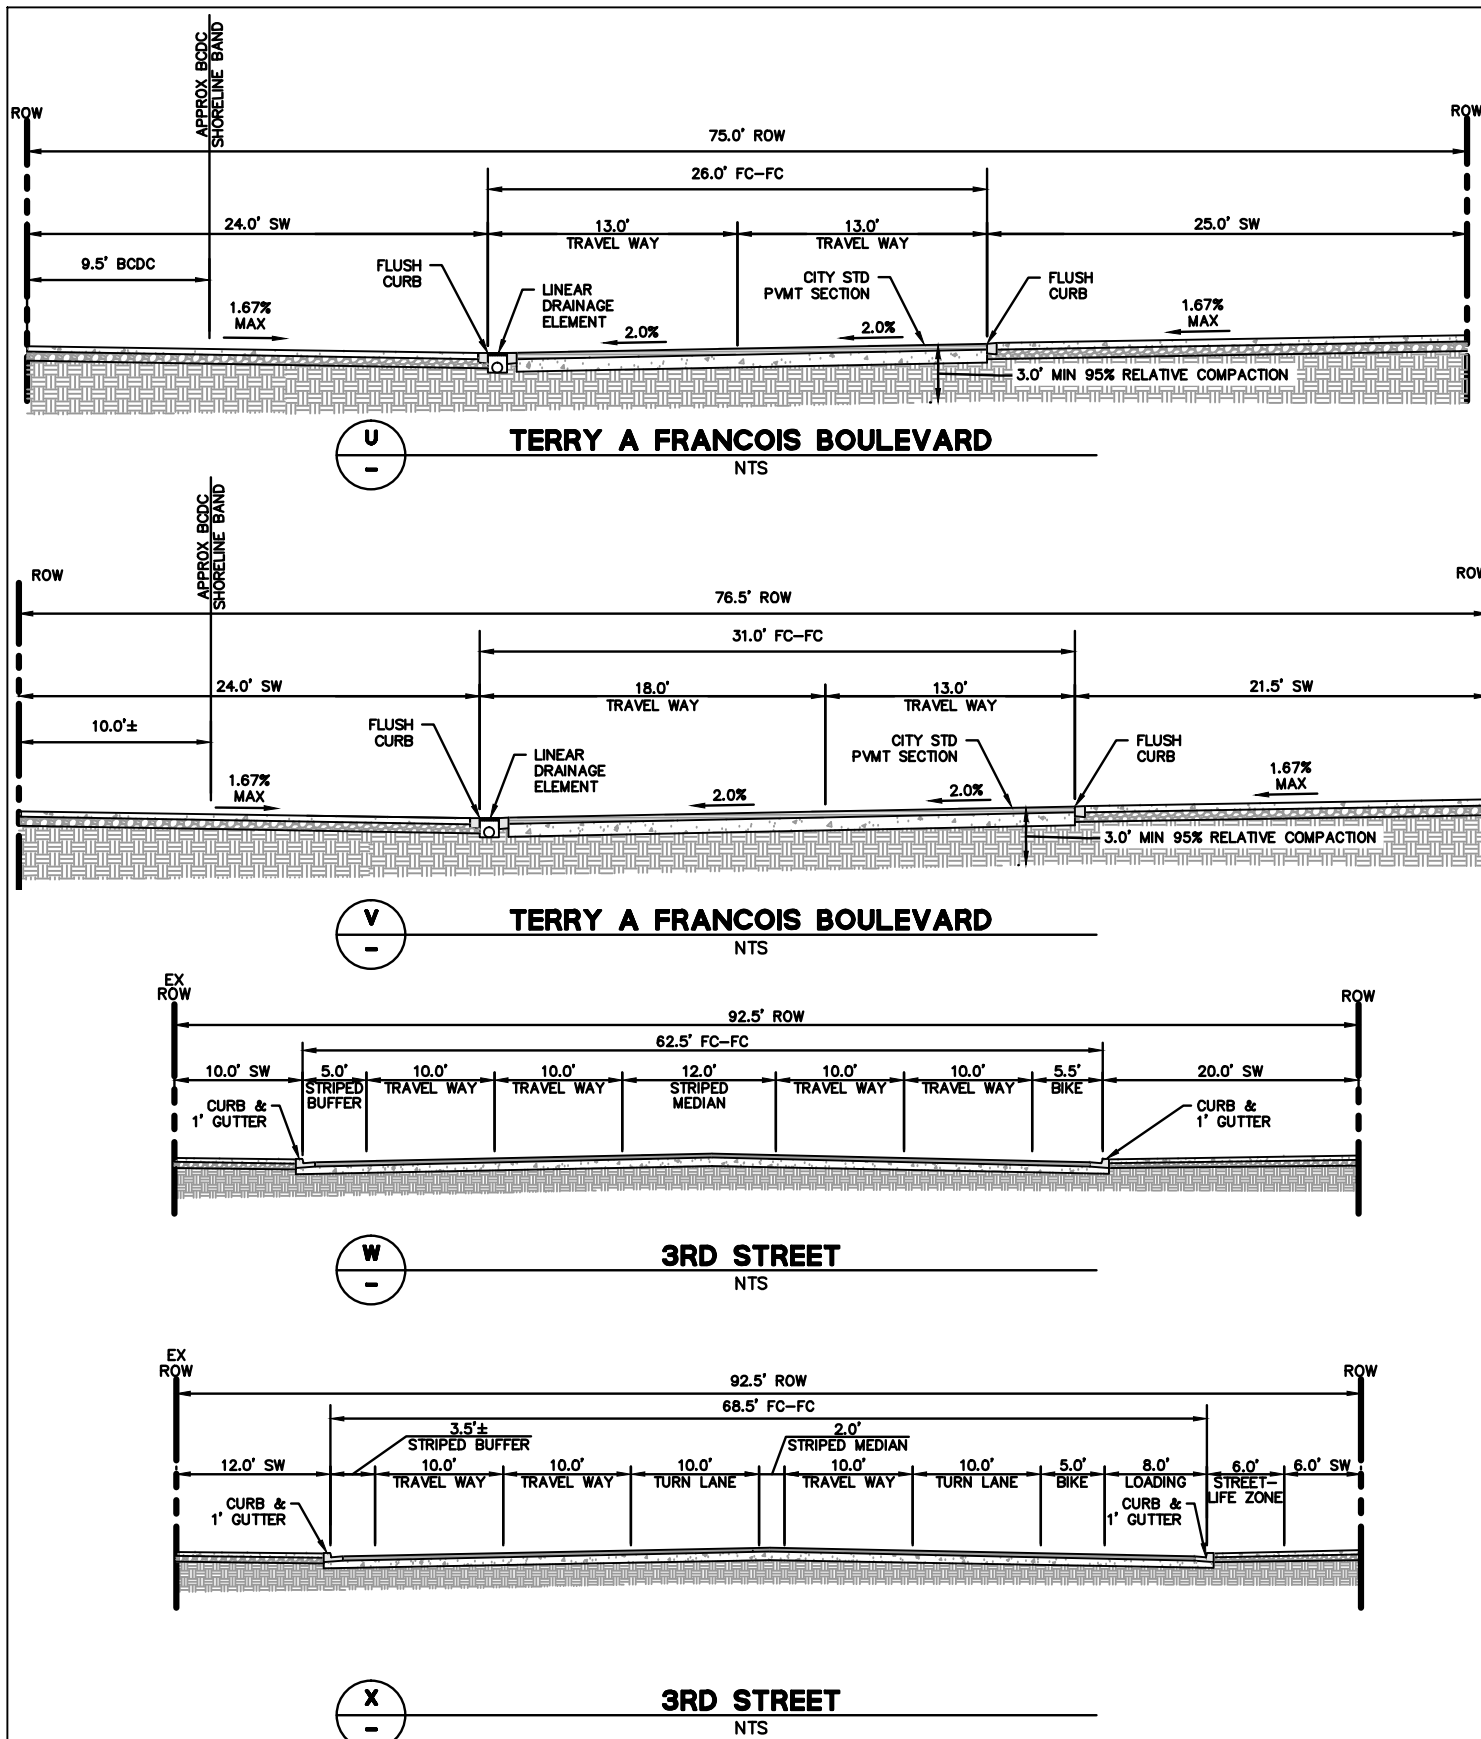 APPROX BCDC
SHORELINE BAND
ROW
ROW
75.0' ROW
26.0' FC-FC
24.0' SW
13.0'
TRAVEL WAY
13.0'
TRAVEL WAY
25.0' SW
9.5' BCDC
FLUSH
CURB
LINEAR
DRAINAGE
ELEMENT
CITY STD
PVMT SECTION
FLUSH
CURB
1.67%
MAX
2.0%
2.0%
1.67%
MAX
3.0' MIN 95% RELATIVE COMPACTION
U
-
TERRY A FRANCOIS BOULEVARD
NTS
APPROX BCDC
SHORELINE BAND
ROW
ROW
76.5' ROW
31.0' FC-FC
24.0' SW
18.0'
TRAVEL WAY
13.0'
TRAVEL WAY
21.5' SW
10.0'±
FLUSH
CURB
LINEAR
DRAINAGE
ELEMENT
CITY STD
PVMT SECTION
FLUSH
CURB
1.67%
MAX
2.0%
2.0%
1.67%
MAX
3.0' MIN 95% RELATIVE COMPACTION
V
-
TERRY A FRANCOIS BOULEVARD
NTS
EX
ROW
ROW
92.5' ROW
62.5' FC-FC
10.0' SW
5.0'
STRIPED
BUFFER
10.0'
TRAVEL WAY
10.0'
TRAVEL WAY
12.0'
STRIPED
MEDIAN
10.0'
TRAVEL WAY
10.0'
TRAVEL WAY
5.5'
BIKE
20.0' SW
CURB &
1' GUTTER
CURB &
1' GUTTER
W
-
3RD STREET
NTS
EX
ROW
ROW
92.5' ROW
68.5' FC-FC
3.5'±
STRIPED BUFFER
2.0'
STRIPED MEDIAN
12.0' SW
10.0'
TRAVEL WAY
10.0'
TRAVEL WAY
10.0'
TURN LANE
10.0'
TRAVEL WAY
10.0'
TURN LANE
5.0'
BIKE
8.0'
LOADING
6.0'
STREET-
LIFE ZONE
6.0' SW
CURB &
1' GUTTER
CURB &
1' GUTTER
X
-
3RD STREET
NTS